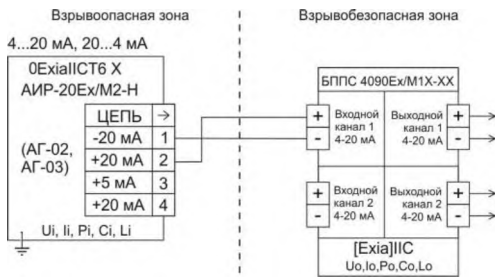 Взрывоопасная зона
Взрывобезопасная зона
4...20 мА, 20...4 мА
0ExiaIICT6 X
АИР-20Ex/М2-Н
(АГ-02,
АГ-03)
ЦЕПЬ →
-20 мА 1
+20 мА 2
+5 мА 3
+20 мА 4
Ui, Ii, Pi, Ci, Li
БППС 4090Ex/М1Х-ХХ
+
-
Входной
канал 1
4-20 мА
Выходной
канал 1
4-20 мА
+
-
+
-
Входной
канал 2
4-20 мА
Выходной
канал 2
4-20 мА
+
-
[Exia]IIC
Uo,Io,Po,Co,Lo